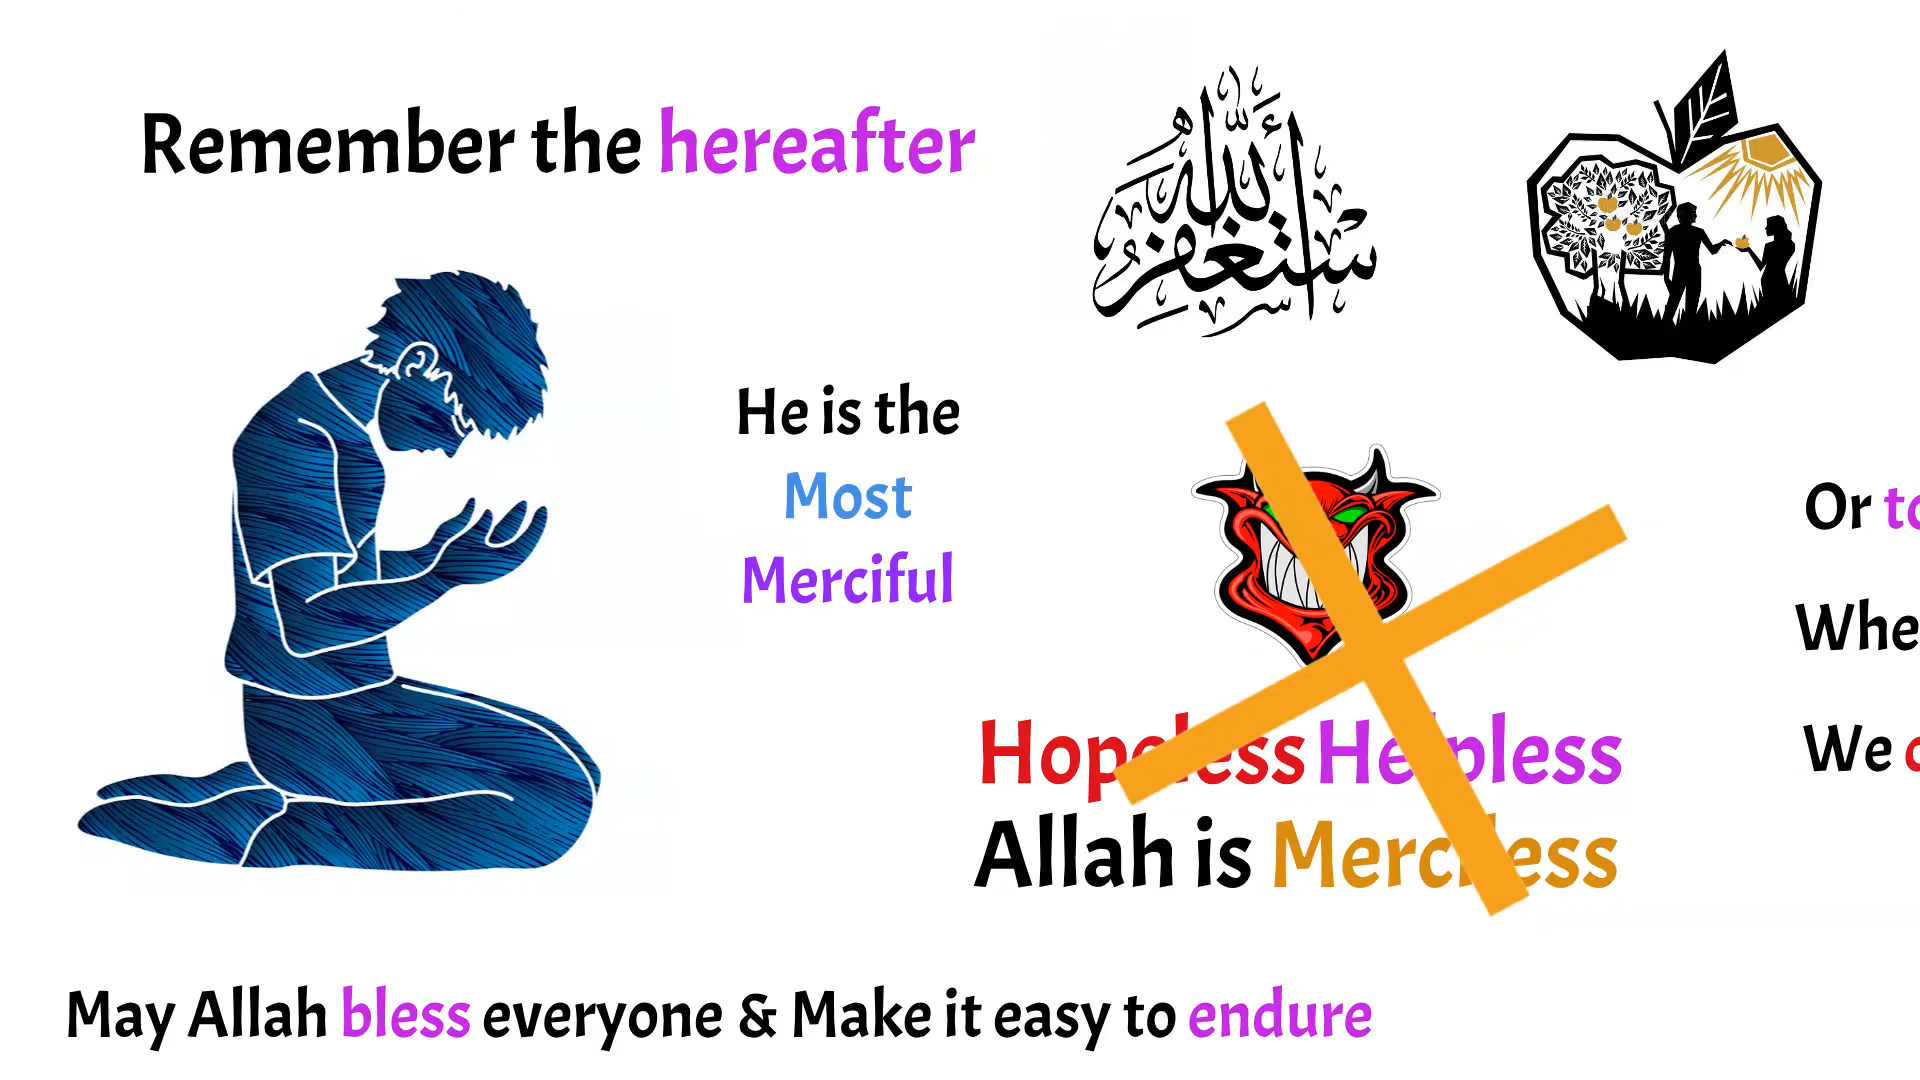 Remember the hereafter
أستغفر الله
He is the
Most
Merciful
Or
We
Hopeless Helpless
Allah is Merciless
May Allah bless everyone & Make it easy to endure